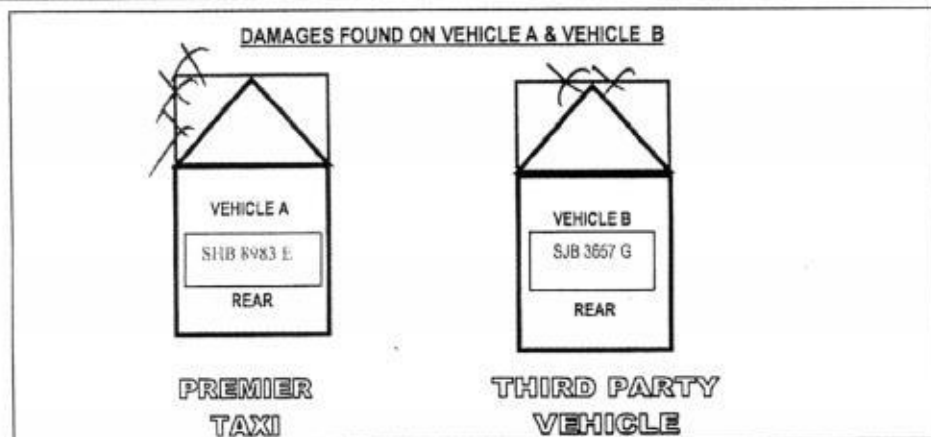 DAMAGES FOUND ON VEHICLE A & VEHICLE B
VEHICLE A
SHB 8983 E
REAR
PREMIER
TAXI
VEHICLE B
SJB 3657 G
REAR
THIRD PARTY
VEHICLE